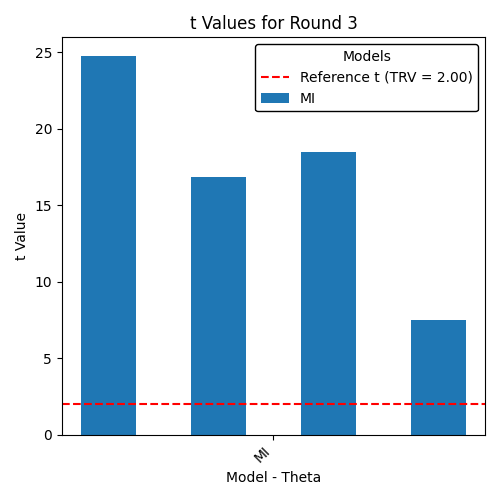 t Values for Round 3
Models
Reference t (TRV = 2.00)
MI
25
20
15
10
5
0
t Value
MI
Model - Theta